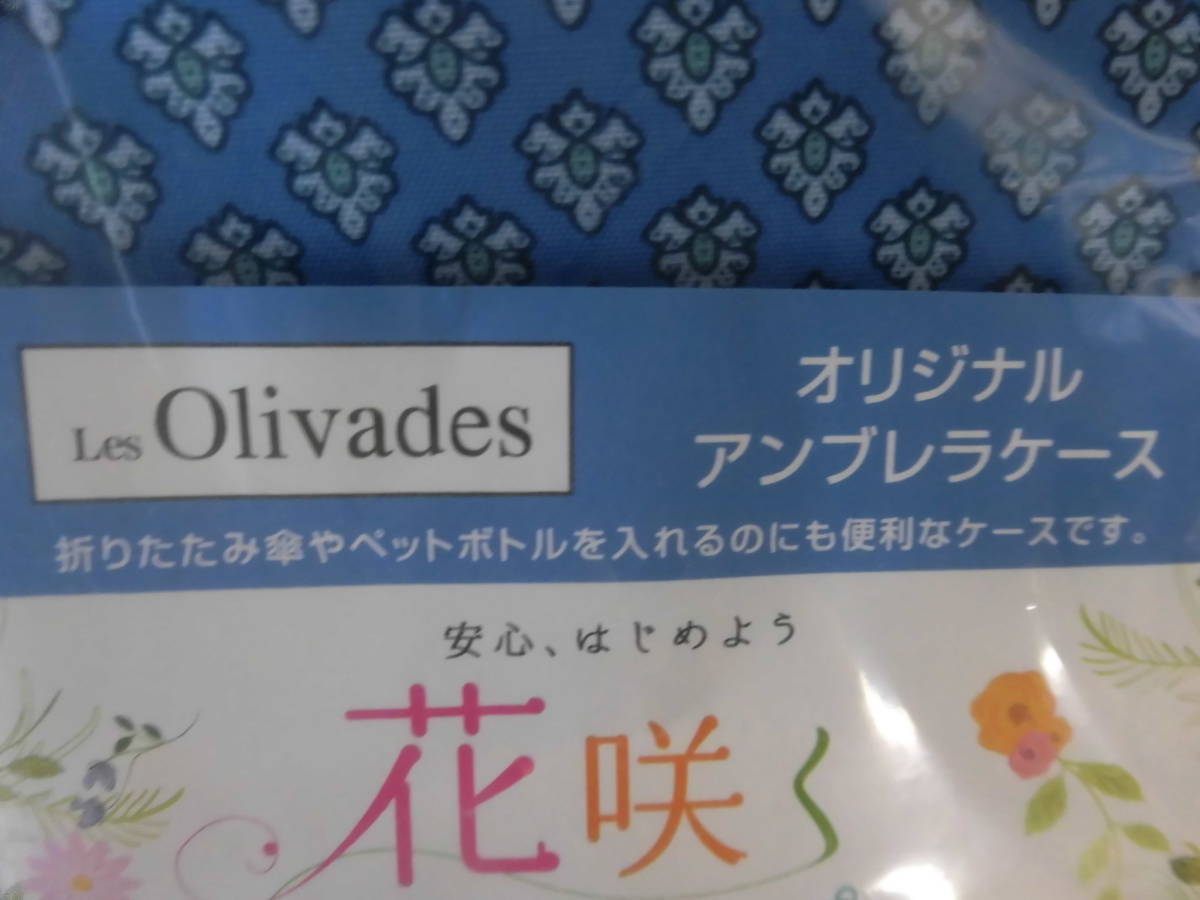 Les Olivades
オリジナル
アンブレラケース
折りたたみ傘やペットボトルを入れるのにも便利なケースです。
安心、はじめよう
花咲く